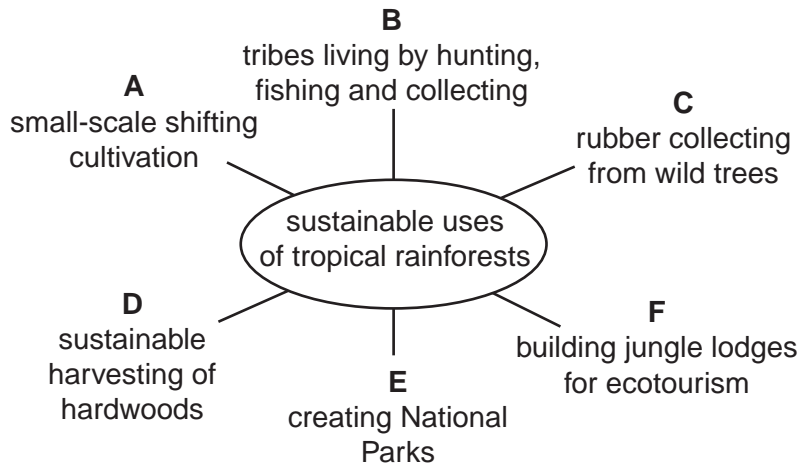 A
small-scale shifting
cultivation
B
tribes living by hunting,
fishing and collecting
C
rubber collecting
from wild trees
sustainable uses
of tropical rainforests
D
sustainable
harvesting of
hardwoods
E
creating National
Parks
F
building jungle lodges
for ecotourism